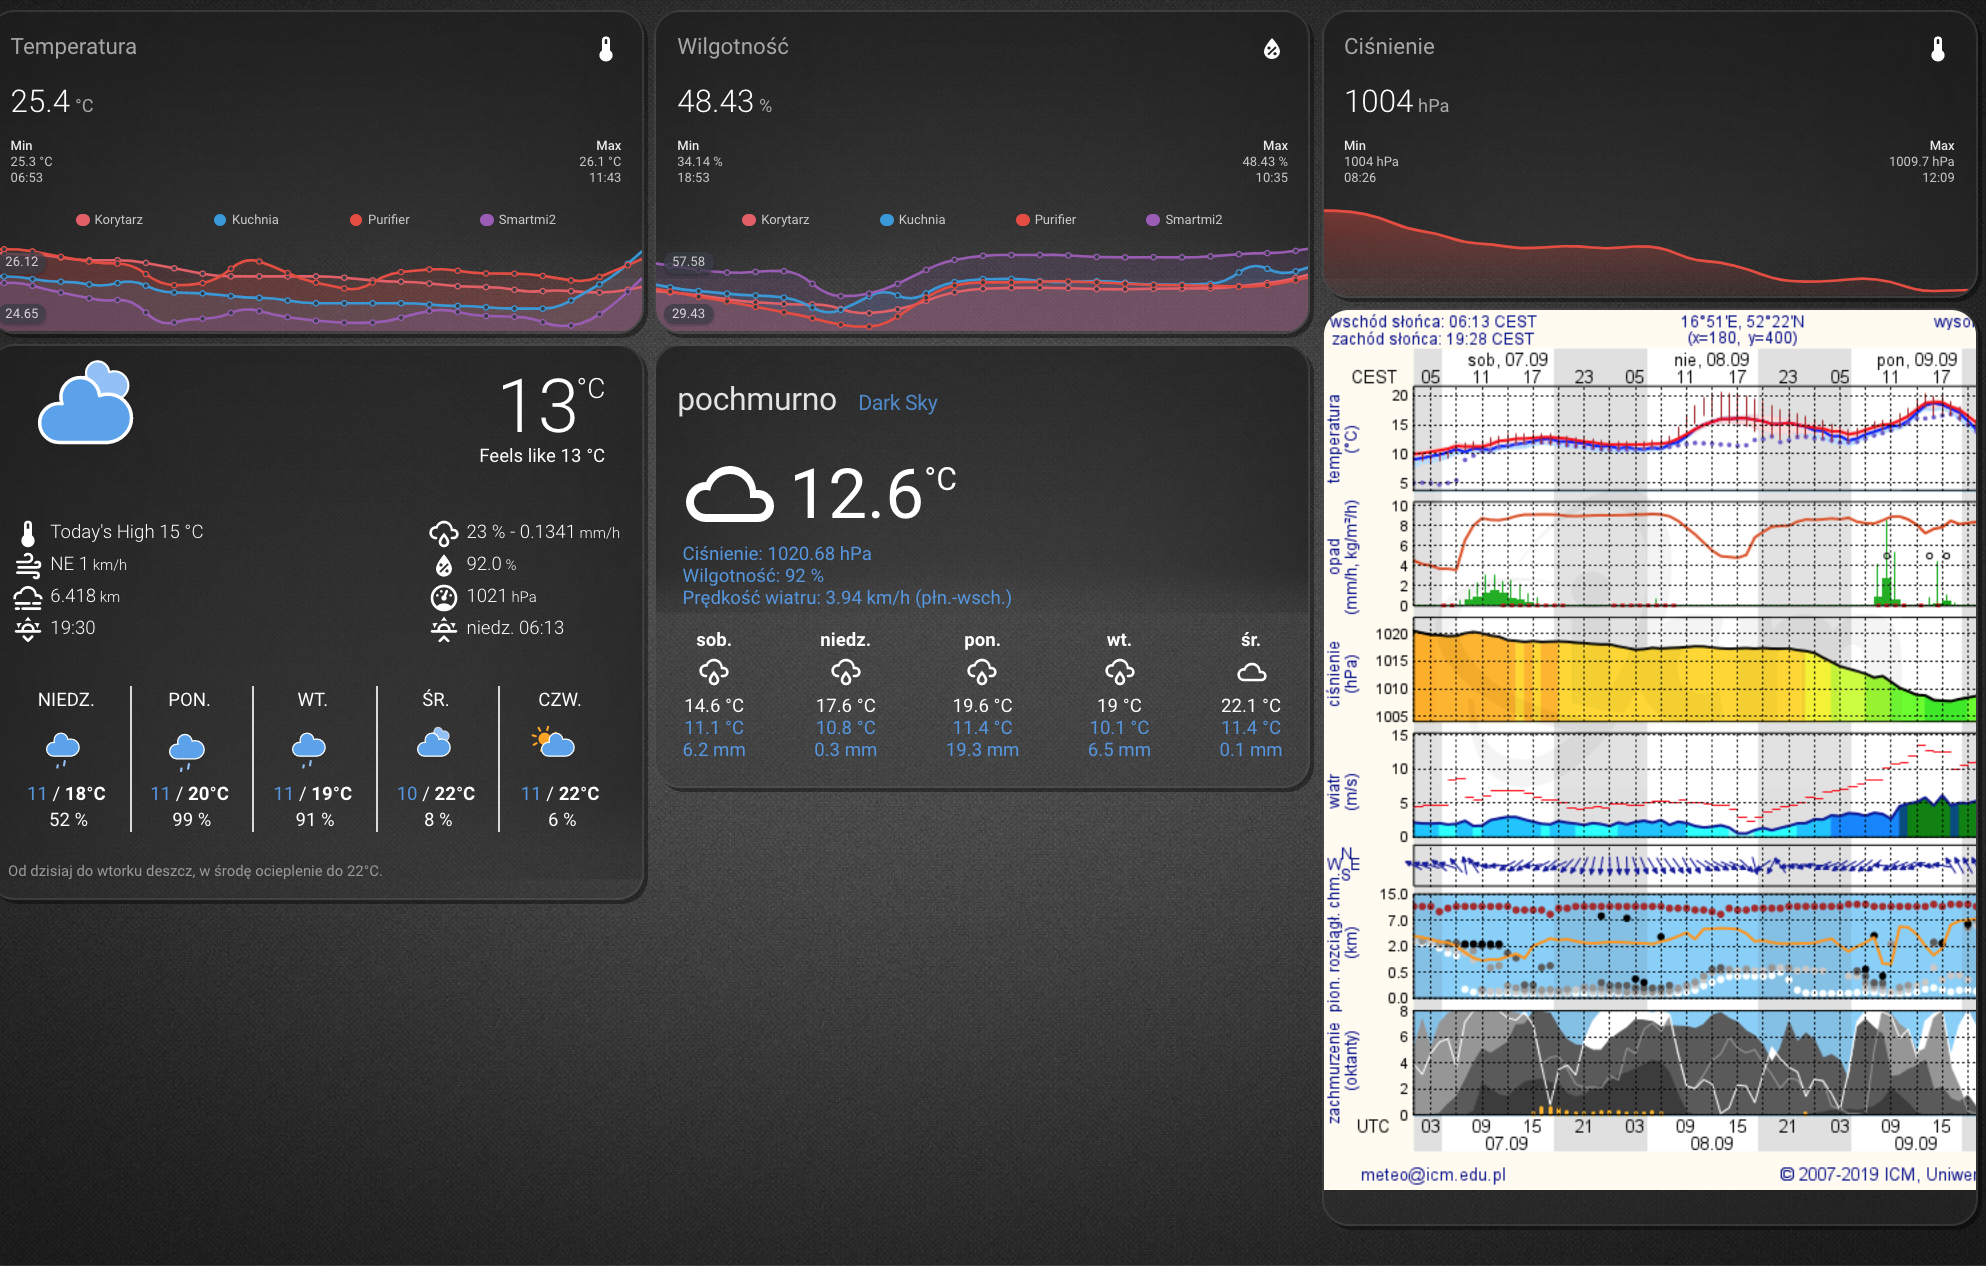 Temperatura
25.4 °C
Min
25.3 °C
06:53
Max
26.1 °C
11:43
Korytarz Kuchnia Purifier Smartmi2
26.12
24.65
Wilgotność
48.43 %
Min
34.14 %
18:53
Max
48.43 %
10:35
Korytarz Kuchnia Purifier Smartmi2
57.58
29.43
Ciśnienie
1004 hPa
Min
1004 hPa
08:26
Max
1009.7 hPa
12:09
13°C
Feels like 13 °C
Today's High 15 °C
NE 1 km/h
6.418 km
19:30
23 % - 0.1341 mm/h
92.0 %
1021 hPa
niedz. 06:13
NIEDZ. PON. WT. ŚR. CZW.
11 / 18°C 11 / 20°C 11 / 19°C 10 / 22°C 11 / 22°C
52 % 99 % 91 % 8 % 6 %
Od dzisiaj do wtorku deszcz, w środę ocieplenie do 22°C.
pochmurno Dark Sky
12.6°C
Ciśnienie: 1020.68 hPa
Wilgotność: 92 %
Prędkość wiatru: 3.94 km/h (płn.-wsch.)
sob. niedz. pon. wt. śr.
14.6 °C 17.6 °C 19.6 °C 19 °C 22.1 °C
11.1 °C 10.8 °C 11.4 °C 10.1 °C 11.4 °C
6.2 mm 0.3 mm 19.3 mm 6.5 mm 0.1 mm
wschód słońca: 06:13 CEST 16°51'E, 52°22'N
zachód słońca: 19:28 CEST (x=180, y=400)
sob, 07.09 nie, 08.09 pon, 09.09
CEST 05 11 17 23 05 11 17 23 05 11 17
temperatura
(°C)
20
15
10
5
opad
(mm/h, kg/m²/h)
10
8
6
4
2
0
ciśnienie
(hPa)
1020
1015
1010
1005
wiatr
(m/s)
15
10
5
0
N
W E
S
pion. rozciągł. chm.
(km)
15.0
7.0
2.0
0.5
0.0
zachmurzenie
(oktanty)
8
6
4
2
0
UTC 03 09 15 21 03 09 15 21 03 09 15
07.09 08.09 09.09
meteo@icm.edu.pl © 2007-2019 ICM,